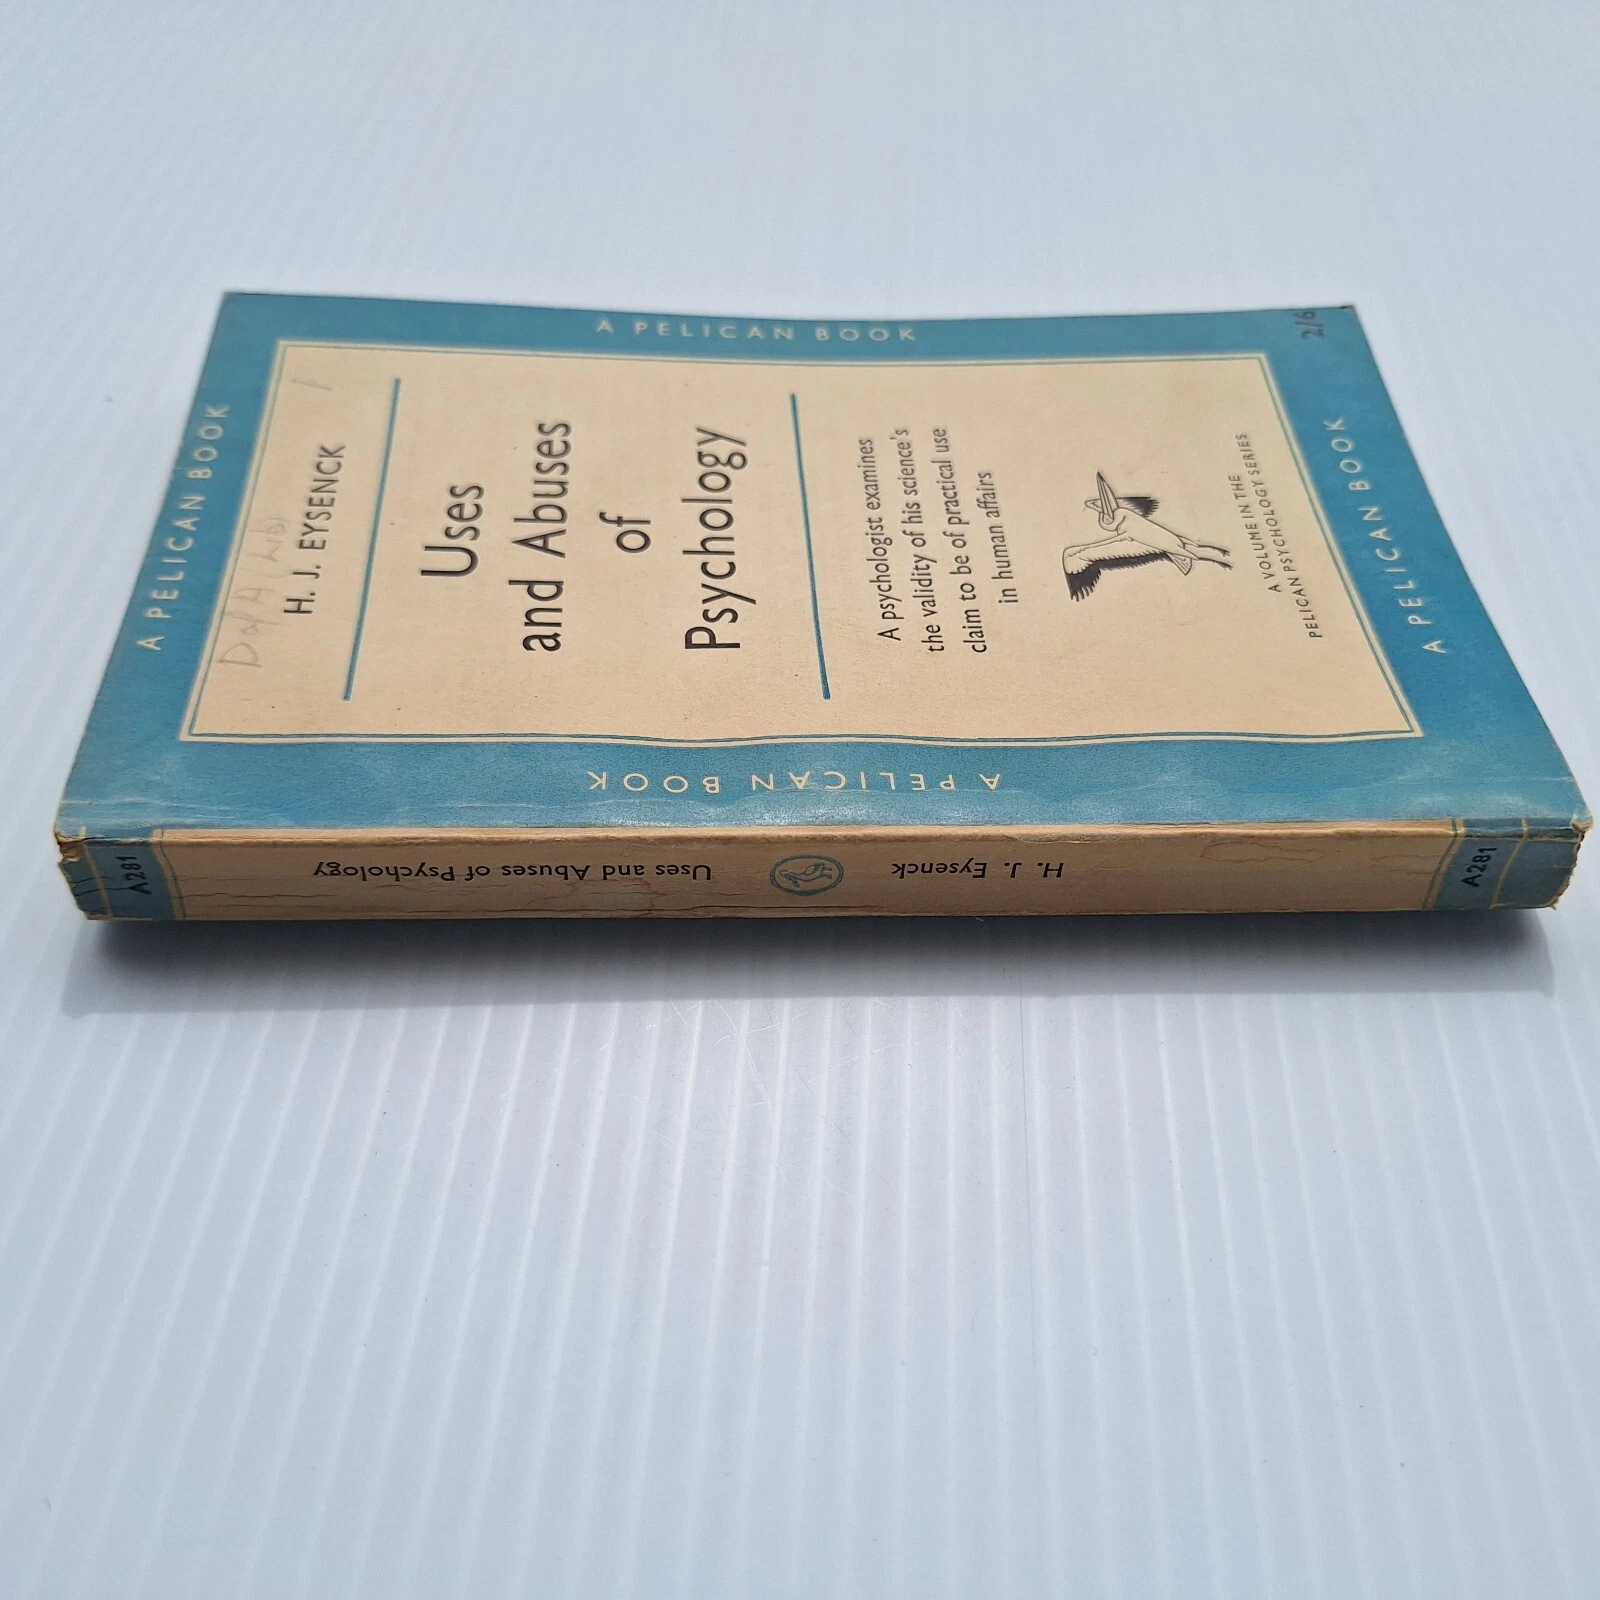 A PELICAN BOOK
H. J. EYSENCK
Uses
and Abuses
of
Psychology
A psychologist examines
the validity of his science's
claim to be of practical use
in human affairs
A VOLUME IN THE
PELICAN PSYCHOLOGY SERIES
A PELICAN BOOK
A PELICAN BOOK
2/6
A PELICAN BOOK
A281
Uses and Abuses of Psychology
H. J. Eysenck
A281